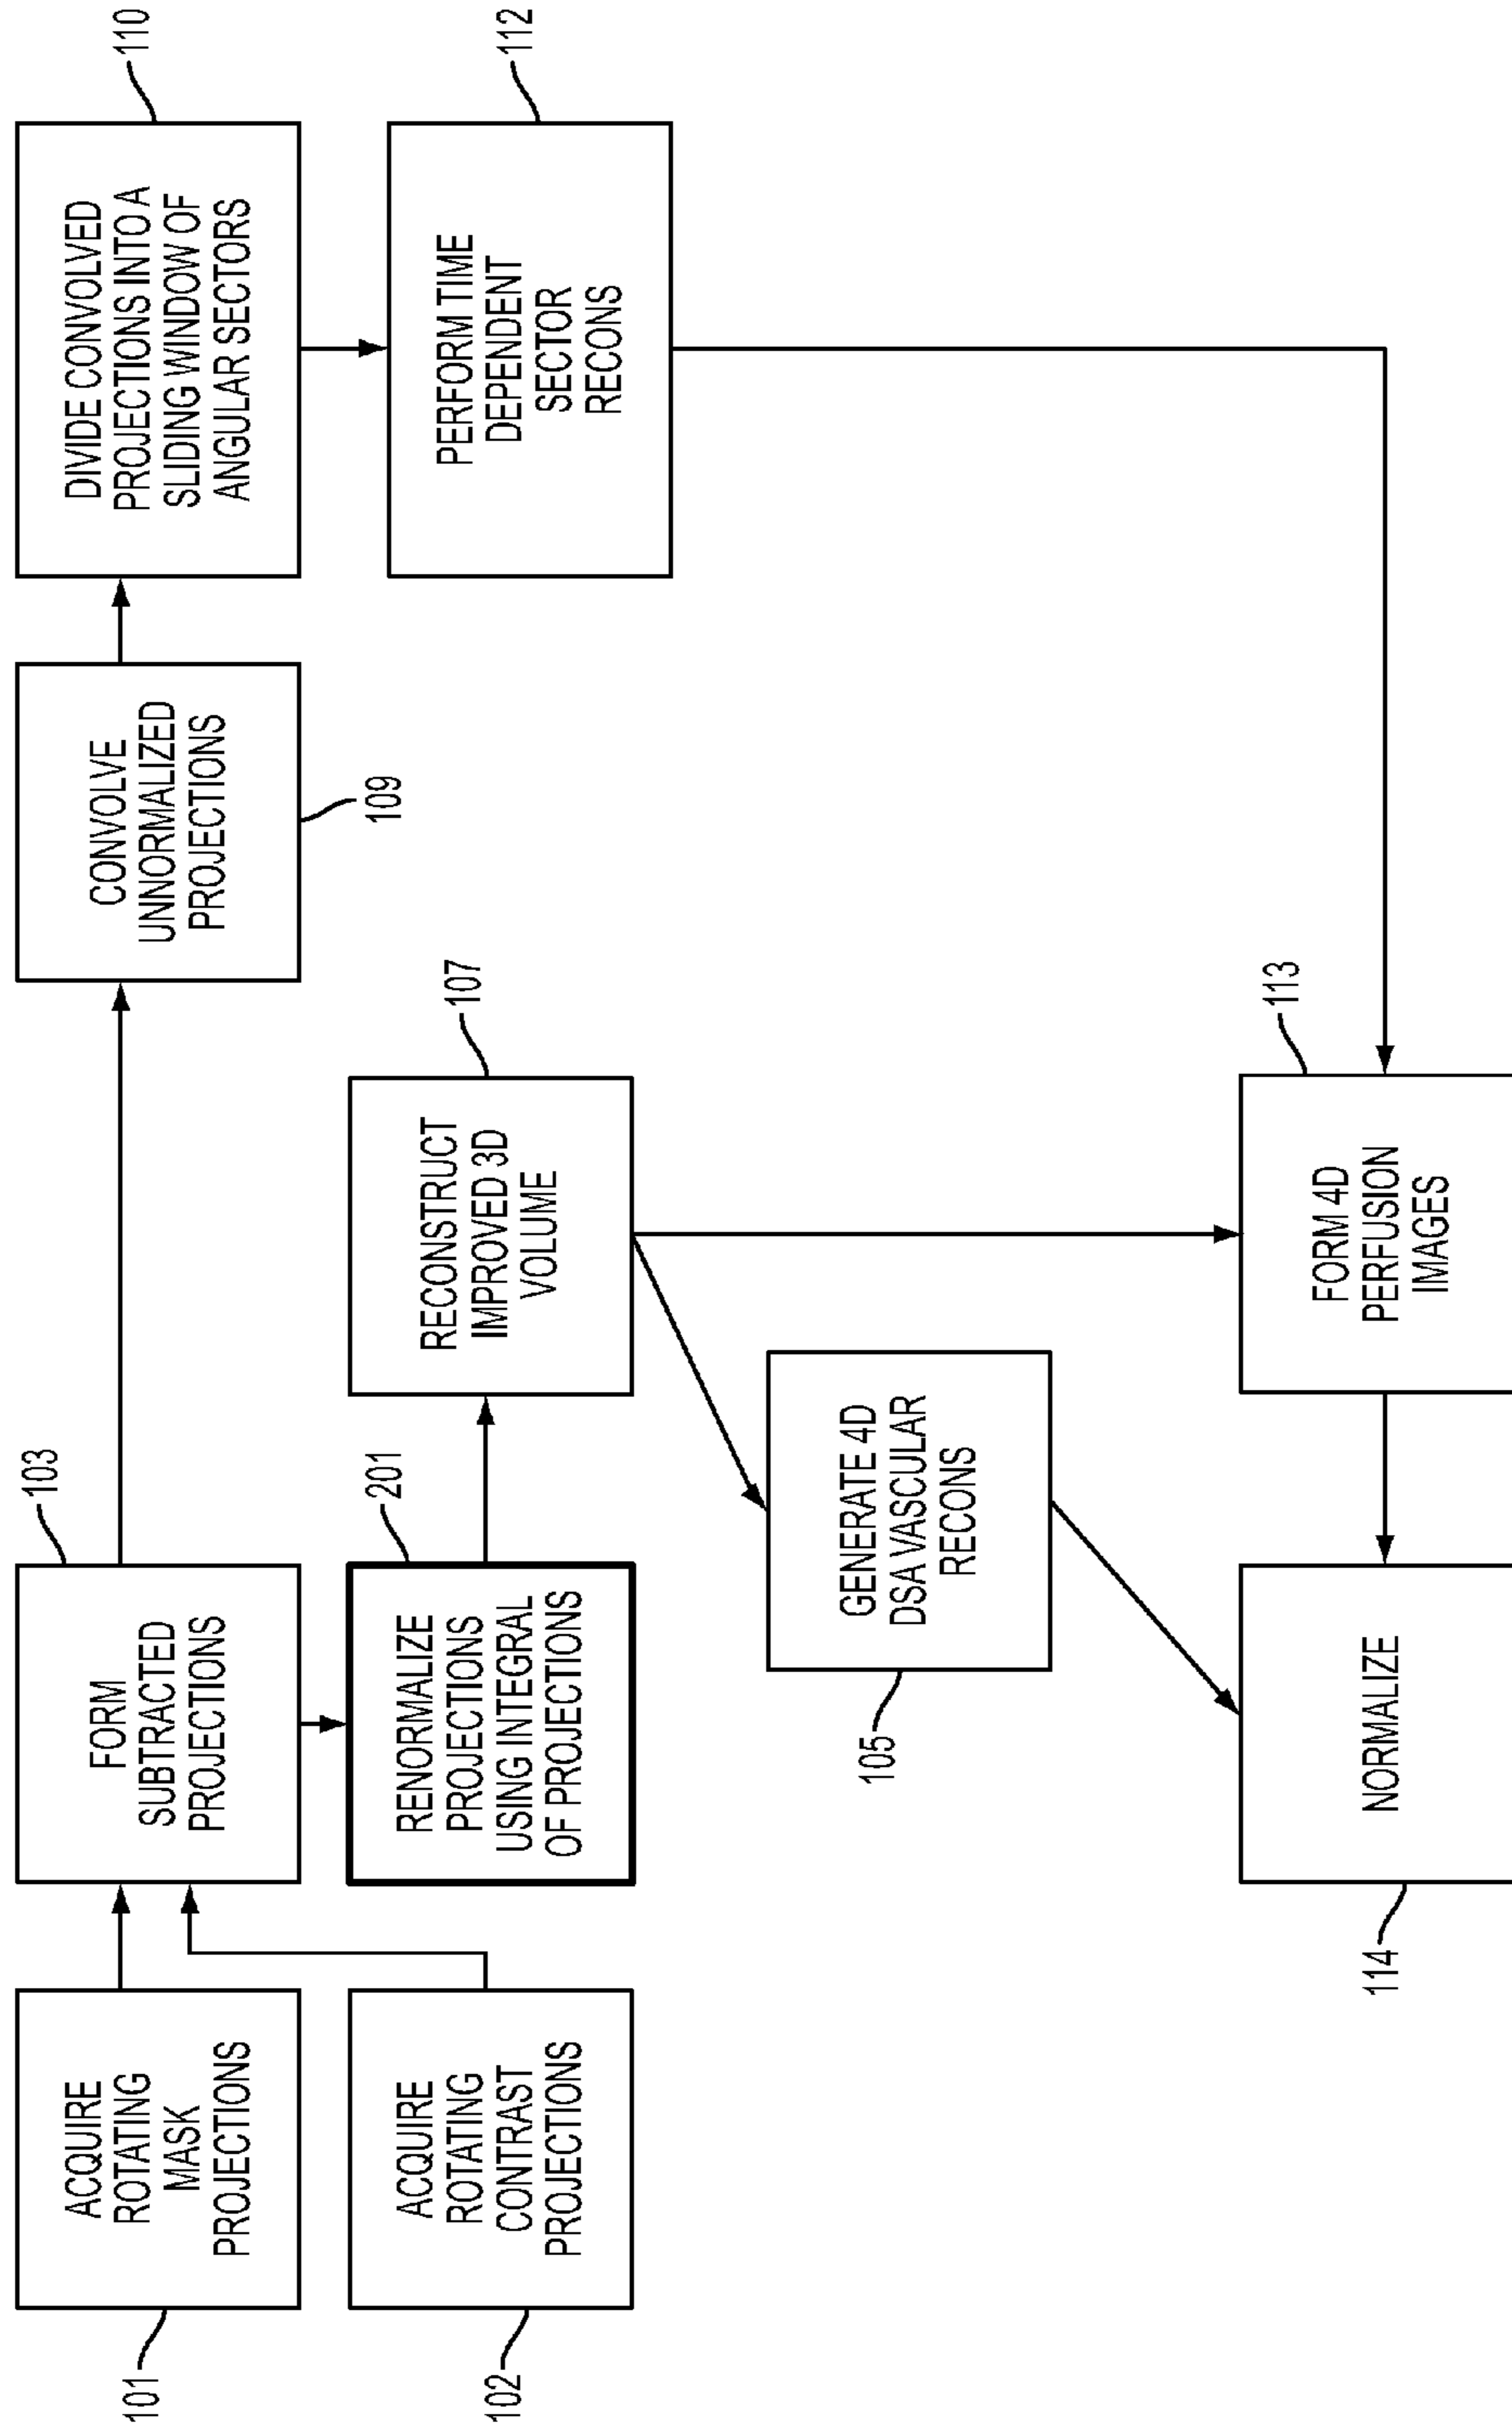 101
ACQUIRE
ROTATING
MASK
PROJECTIONS
102
ACQUIRE
ROTATING
CONTRAST
PROJECTIONS
103
FORM
SUBTRACTED
PROJECTIONS
201
RENORMALIZE
PROJECTIONS
USING INTEGRAL
OF PROJECTIONS
107
RECONSTRUCT
IMPROVED 3D
VOLUME
105
GENERATE 4D
DSA VASCULAR
RECONS
109
CONVOLVE
UNNORMALIZED
PROJECTIONS
110
DIVIDE CONVOLVED
PROJECTIONS INTO A
SLIDING WINDOW OF
ANGULAR SECTORS
112
PERFORM TIME
DEPENDENT
SECTOR
RECONS
113
FORM 4D
PERFUSION
IMAGES
114
NORMALIZE